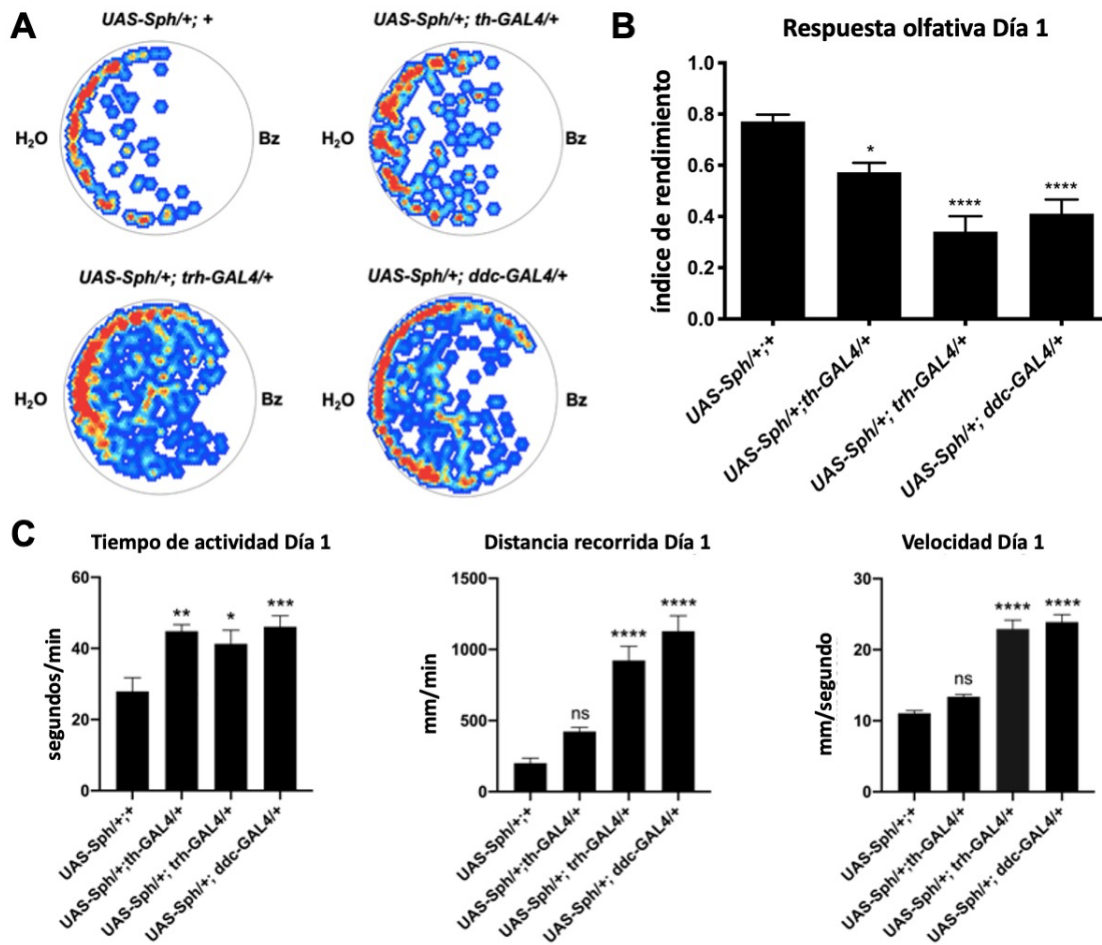 A
UAS-Sph/+; +
UAS-Sph/+; th-GAL4/+
H2O
Bz
H2O
Bz
UAS-Sph/+; trh-GAL4/+
UAS-Sph/+; ddc-GAL4/+
H2O
Bz
H2O
Bz
B
Respuesta olfativa Día 1
índice de rendimiento
1.0
0.8
0.6
0.4
0.2
0.0
*
****
****
UAS-Sph/+;+
UAS-Sph/+;th-GAL4/+
UAS-Sph/+; trh-GAL4/+
UAS-Sph/+; ddc-GAL4/+
C
Tiempo de actividad Día 1
segundos/min
60
40
20
0
**
*
***
UAS-Sph/+;+
UAS-Sph/+;th-GAL4/+
UAS-Sph/+; trh-GAL4/+
UAS-Sph/+; ddc-GAL4/+
Distancia recorrida Día 1
mm/min
1500
1000
500
0
ns
****
****
UAS-Sph/+;+
UAS-Sph/+;th-GAL4/+
UAS-Sph/+; trh-GAL4/+
UAS-Sph/+; ddc-GAL4/+
Velocidad Día 1
mm/segundo
30
20
10
0
ns
****
****
UAS-Sph/+;+
UAS-Sph/+;th-GAL4/+
UAS-Sph/+; trh-GAL4/+
UAS-Sph/+; ddc-GAL4/+